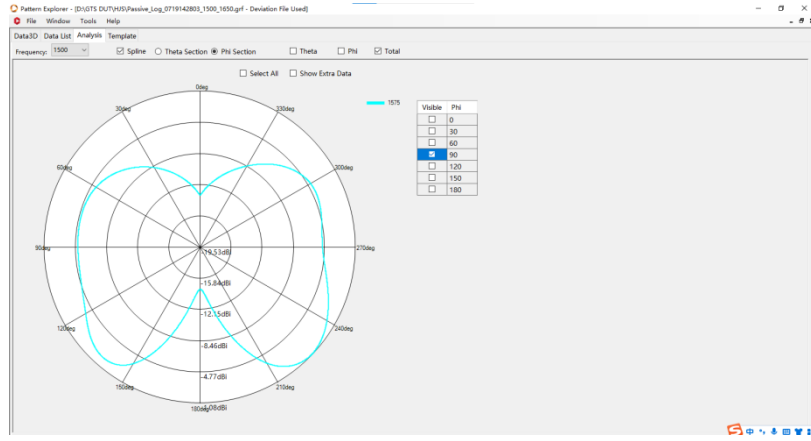 Pattern Explorer - [D:\GTS DUT\HJS\Passive_Log_0719142803_1500_1650.grf - Deviation File Used]
File Window Tools Help
Data3D Data List Analysis Template
Frequency: 1500 Spline Theta Section Phi Section Theta Phi Total
Select All Show Extra Data
0deg
30deg
330deg
60deg
300deg
90deg
270deg
120deg
240deg
150deg
210deg
180deg
-19.53dBi
-15.84dBi
-12.15dBi
-8.46dBi
-4.77dBi
-1.08dBi
1575
Visible Phi
0
30
60
90
120
150
180
中